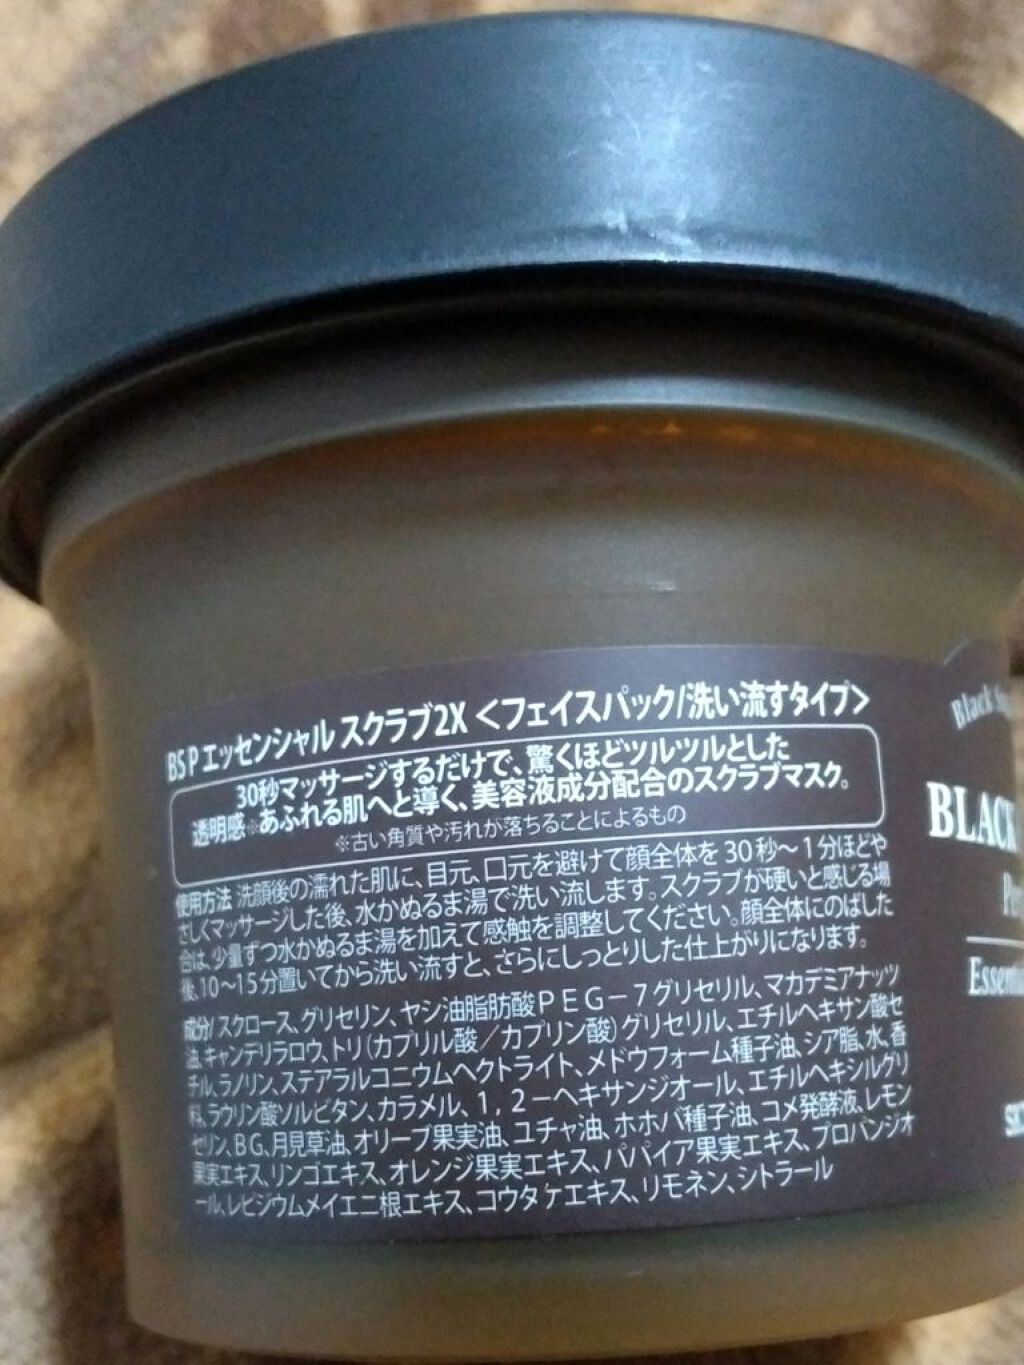 BSP エッセンシャル スクラブ2X <フェイスパック/洗い流すタイプ>
30秒マッサージするだけで、驚くほどツルツルとした
透明感※あふれる肌へと導く、美容液成分配合のスクラブマスク。
※古い角質や汚れが落ちることによるもの
使用方法 洗顔後の濡れた肌に、目元、口元を避けて顔全体を30秒～1分ほどや
さしくマッサージした後、水かぬるま湯で洗い流します。スクラブが硬いと感じる場
合は、少量ずつ水かぬるま湯を加えて感触を調整してください。顔全体にのばした
後、10～15分置いてから洗い流すと、さらにしっとりした仕上がりになります。
成分/スクロース、グリセリン、ヤシ油脂肪酸PEG－7グリセリル、マカデミアナッツ
油、キャンデリラロウ、トリ(カプリル酸／カプリン酸)グリセリル、エチルヘキサン酸セ
チル、ラノリン、ステアラルコニウムヘクトライト、メドウフォーム種子油、シア脂、水、香
料、ラウリン酸ソルビタン、カラメル、1，2－ヘキサンジオール、エチルヘキシルグリ
セリン、BG、月見草油、オリーブ果実油、ユチャ油、ホホバ種子油、コメ発酵液、レモン
果実エキス、リンゴエキス、オレンジ果実エキス、パパイア果実エキス、プロパンジオ
ール、レピジウムメイエニ根エキス、コウタケエキス、リモネン、シトラール
Black
BLACK